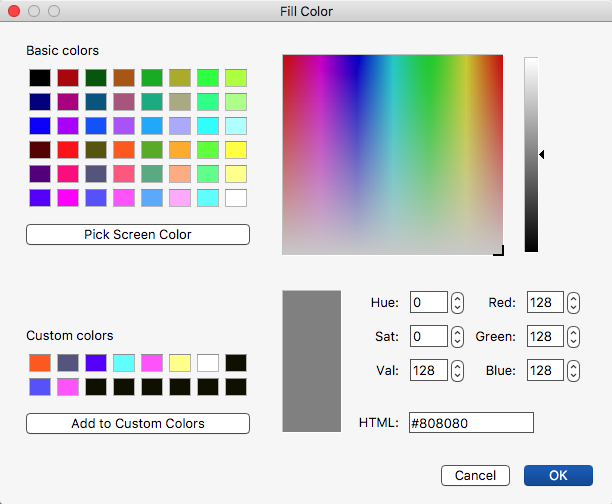 Fill Color
Basic colors
Pick Screen Color
Hue: 0 Red: 128
Sat: 0 Green: 128
Val: 128 Blue: 128
Custom colors
Add to Custom Colors
HTML: #808080
Cancel OK